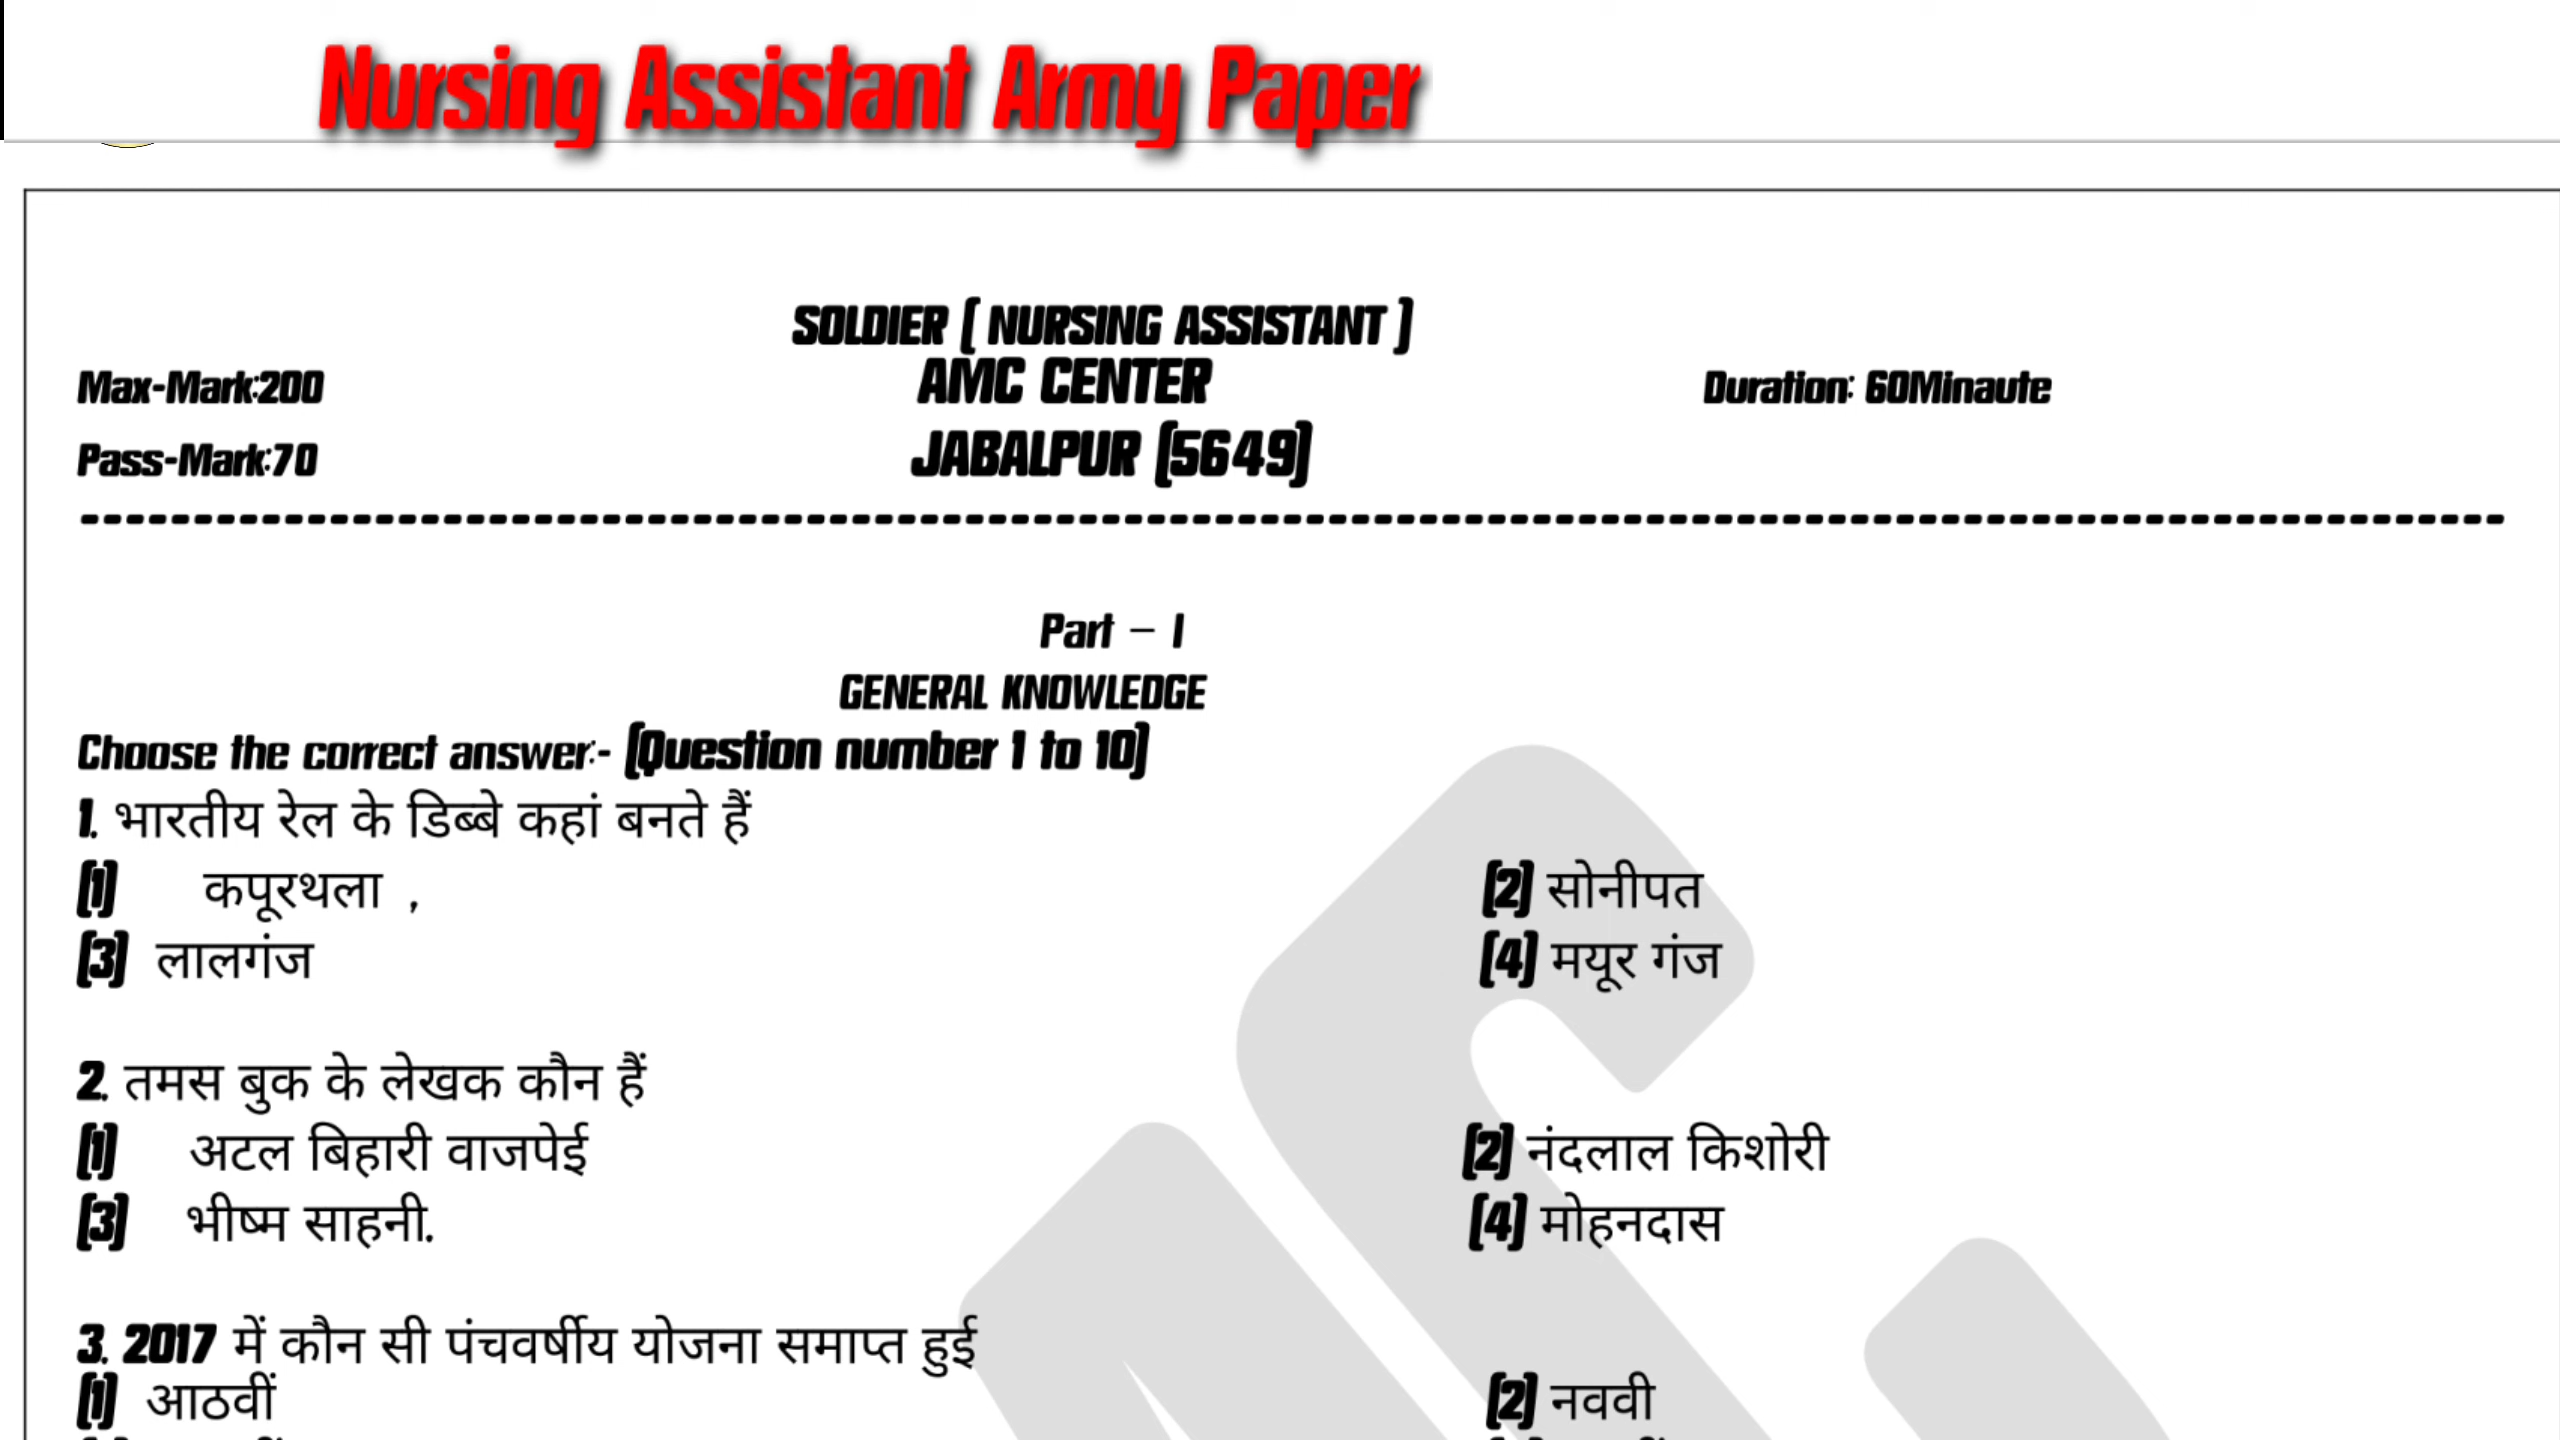 Nursing Assistant Army Paper
SOLDIER ( NURSING ASSISTANT )
Max-Mark:200 AMC CENTER Duration: 60Minaute
Pass-Mark:70 JABALPUR (5649)
Part – I
GENERAL KNOWLEDGE
Choose the correct answer:- (Question number 1 to 10)
1. भारतीय रेल के डिब्बे कहां बनते हैं
(1) कपूरथला , (2) सोनीपत
(3) लालगंज (4) मयूर गंज
2. तमस बुक के लेखक कौन हैं
(1) अटल बिहारी वाजपेई (2) नंदलाल किशोरी
(3) भीष्म साहनी. (4) मोहनदास
3. 2017 में कौन सी पंचवर्षीय योजना समाप्त हुई
(1) आठवीं (2) नववी